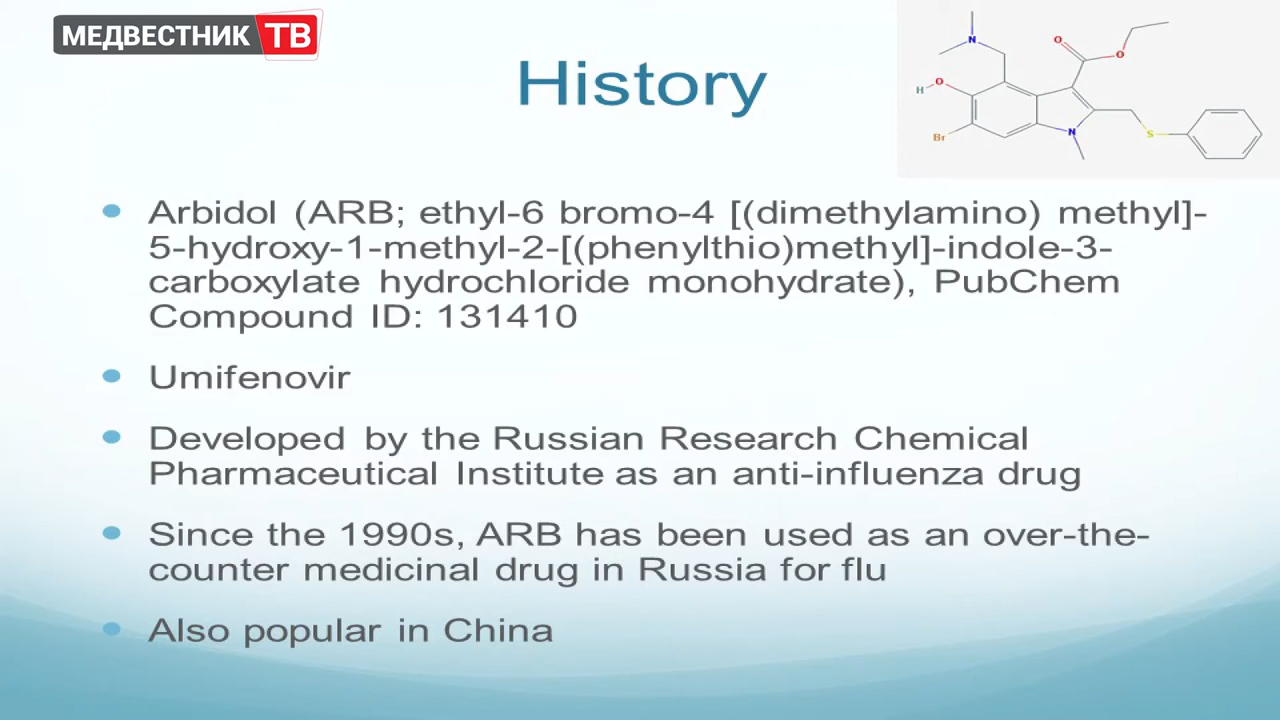 МЕДВЕСТНИК ТВ
History
N
O
O
H O
Br
N
S
Arbidol (ARB; ethyl-6 bromo-4 [(dimethylamino) methyl]-
5-hydroxy-1-methyl-2-[(phenylthio)methyl]-indole-3-
carboxylate hydrochloride monohydrate), PubChem
Compound ID: 131410
Umifenovir
Developed by the Russian Research Chemical
Pharmaceutical Institute as an anti-influenza drug
Since the 1990s, ARB has been used as an over-the-
counter medicinal drug in Russia for flu
Also popular in China